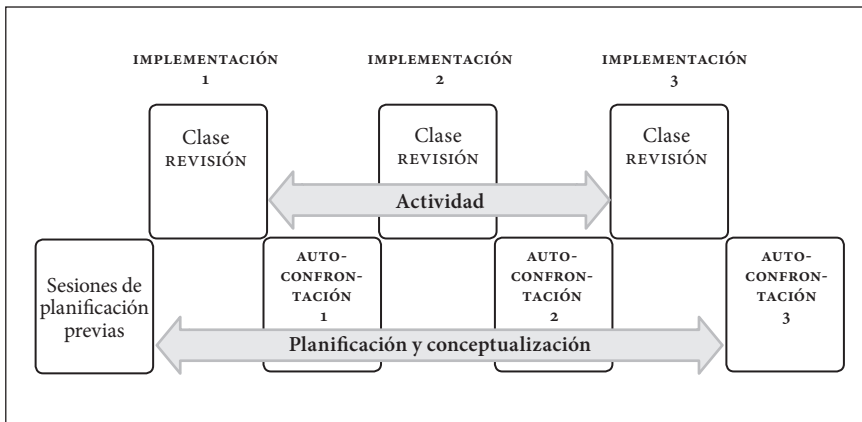 IMPLEMENTACIÓN
1
IMPLEMENTACIÓN
2
IMPLEMENTACIÓN
3
Clase
REVISIÓN
Clase
REVISIÓN
Clase
REVISIÓN
Actividad
Sesiones de
planificación
previas
AUTO-
CONFRON-
TACIÓN
1
AUTO-
CONFRON-
TACIÓN
2
AUTO-
CONFRON-
TACIÓN
3
Planificación y conceptualización